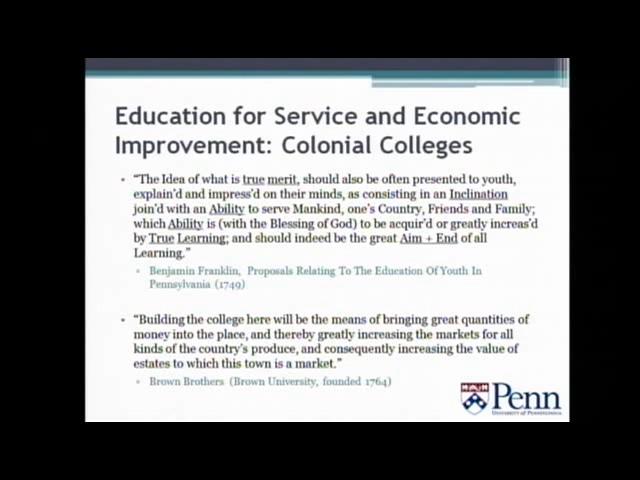 Education for Service and Economic
Improvement: Colonial Colleges
• “The Idea of what is true merit, should also be often presented to youth,
explain’d and impress’d on their minds, as consisting in an Inclination
join’d with an Ability to serve Mankind, one’s Country, Friends and Family;
which Ability is (with the Blessing of God) to be acquir’d or greatly increas’d
by True Learning; and should indeed be the great Aim + End of all
Learning.”
▫ Benjamin Franklin, Proposals Relating To The Education Of Youth In
Pennsylvania (1749)
• “Building the college here will be the means of bringing great quantities of
money into the place, and thereby greatly increasing the markets for all
kinds of the country’s produce, and consequently increasing the value of
estates to which this town is a market.”
▫ Brown Brothers (Brown University, founded 1764)
Penn
UNIVERSITY of PENNSYLVANIA